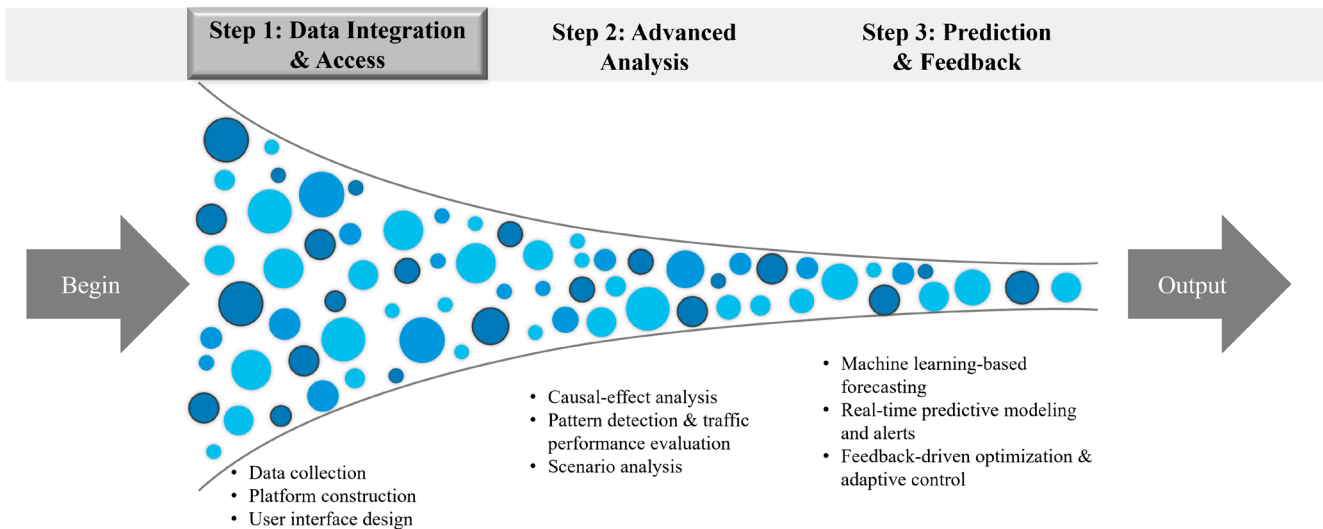 Step 1: Data Integration
& Access
Step 2: Advanced
Analysis
Step 3: Prediction
& Feedback
Begin
Output
• Data collection
• Platform construction
• User interface design
• Causal-effect analysis
• Pattern detection & traffic
performance evaluation
• Scenario analysis
• Machine learning-based
forecasting
• Real-time predictive modeling
and alerts
• Feedback-driven optimization &
adaptive control